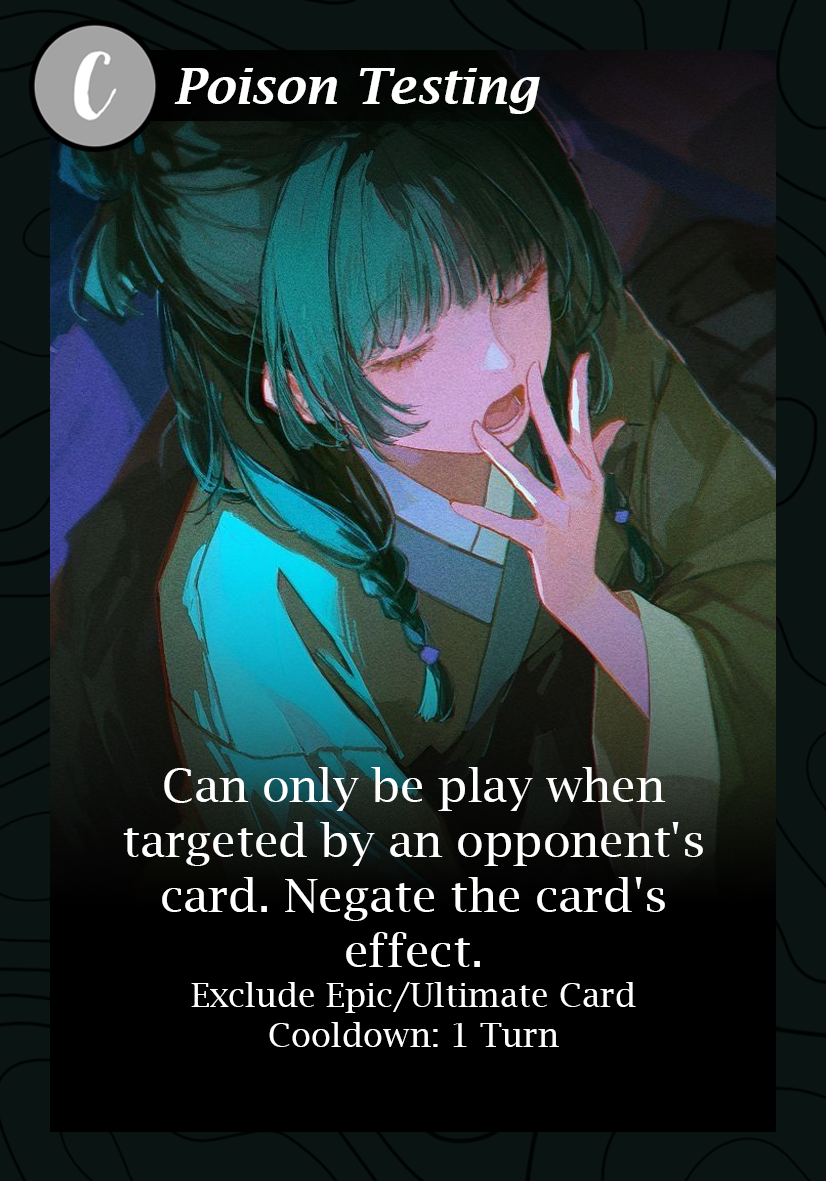 C
Poison Testing
Can only be play when
targeted by an opponent's
card. Negate the card's
effect.
Exclude Epic/Ultimate Card
Cooldown: 1 Turn